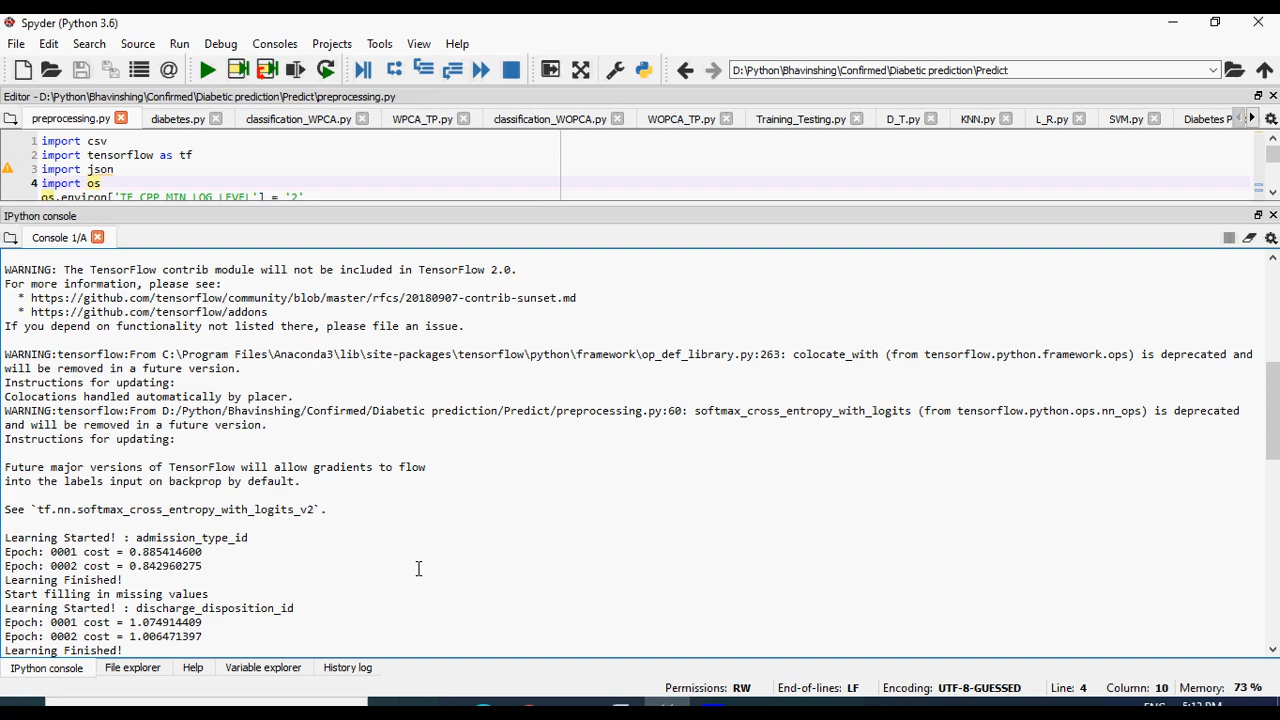 Spyder (Python 3.6)
File Edit Search Source Run Debug Consoles Projects Tools View Help
D:\Python\Bhavinshing\Confirmed\Diabetic prediction\Predict
Editor - D:\Python\Bhavinshing\Confirmed\Diabetic prediction\Predict\preprocessing.py
preprocessing.py diabetes.py classification_WPCA.py WPCA_TP.py classification_WOPCA.py WOPCA_TP.py Training_Testing.py D_T.py KNN.py L_R.py SVM.py Diabetes P
1 import csv
2 import tensorflow as tf
3 import json
4 import os
os.environ['TF_CPP_MIN_LOG_LEVEL'] = '2'
IPython console
Console 1/A
WARNING: The TensorFlow contrib module will not be included in TensorFlow 2.0.
For more information, please see:
* https://github.com/tensorflow/community/blob/master/rfcs/20180907-contrib-sunset.md
* https://github.com/tensorflow/addons
If you depend on functionality not listed there, please file an issue.
WARNING:tensorflow:From C:\Program Files\Anaconda3\lib\site-packages\tensorflow\python\framework\op_def_library.py:263: colocate_with (from tensorflow.python.framework.ops) is deprecated and
will be removed in a future version.
Instructions for updating:
Colocations handled automatically by placer.
WARNING:tensorflow:From D:/Python/Bhavinshing/Confirmed/Diabetic prediction/Predict/preprocessing.py:60: softmax_cross_entropy_with_logits (from tensorflow.python.ops.nn_ops) is deprecated
and will be removed in a future version.
Instructions for updating:
Future major versions of TensorFlow will allow gradients to flow
into the labels input on backprop by default.
See `tf.nn.softmax_cross_entropy_with_logits_v2`.
Learning Started! : admission_type_id
Epoch: 0001 cost = 0.885414600
Epoch: 0002 cost = 0.842960275
Learning Finished!
Start filling in missing values
Learning Started! : discharge_disposition_id
Epoch: 0001 cost = 1.074914409
Epoch: 0002 cost = 1.006471397
Learning Finished!
IPython console File explorer Help Variable explorer History log
Permissions: RW End-of-lines: LF Encoding: UTF-8-GUESSED Line: 4 Column: 10 Memory: 73 %
ENG 5:12 PM